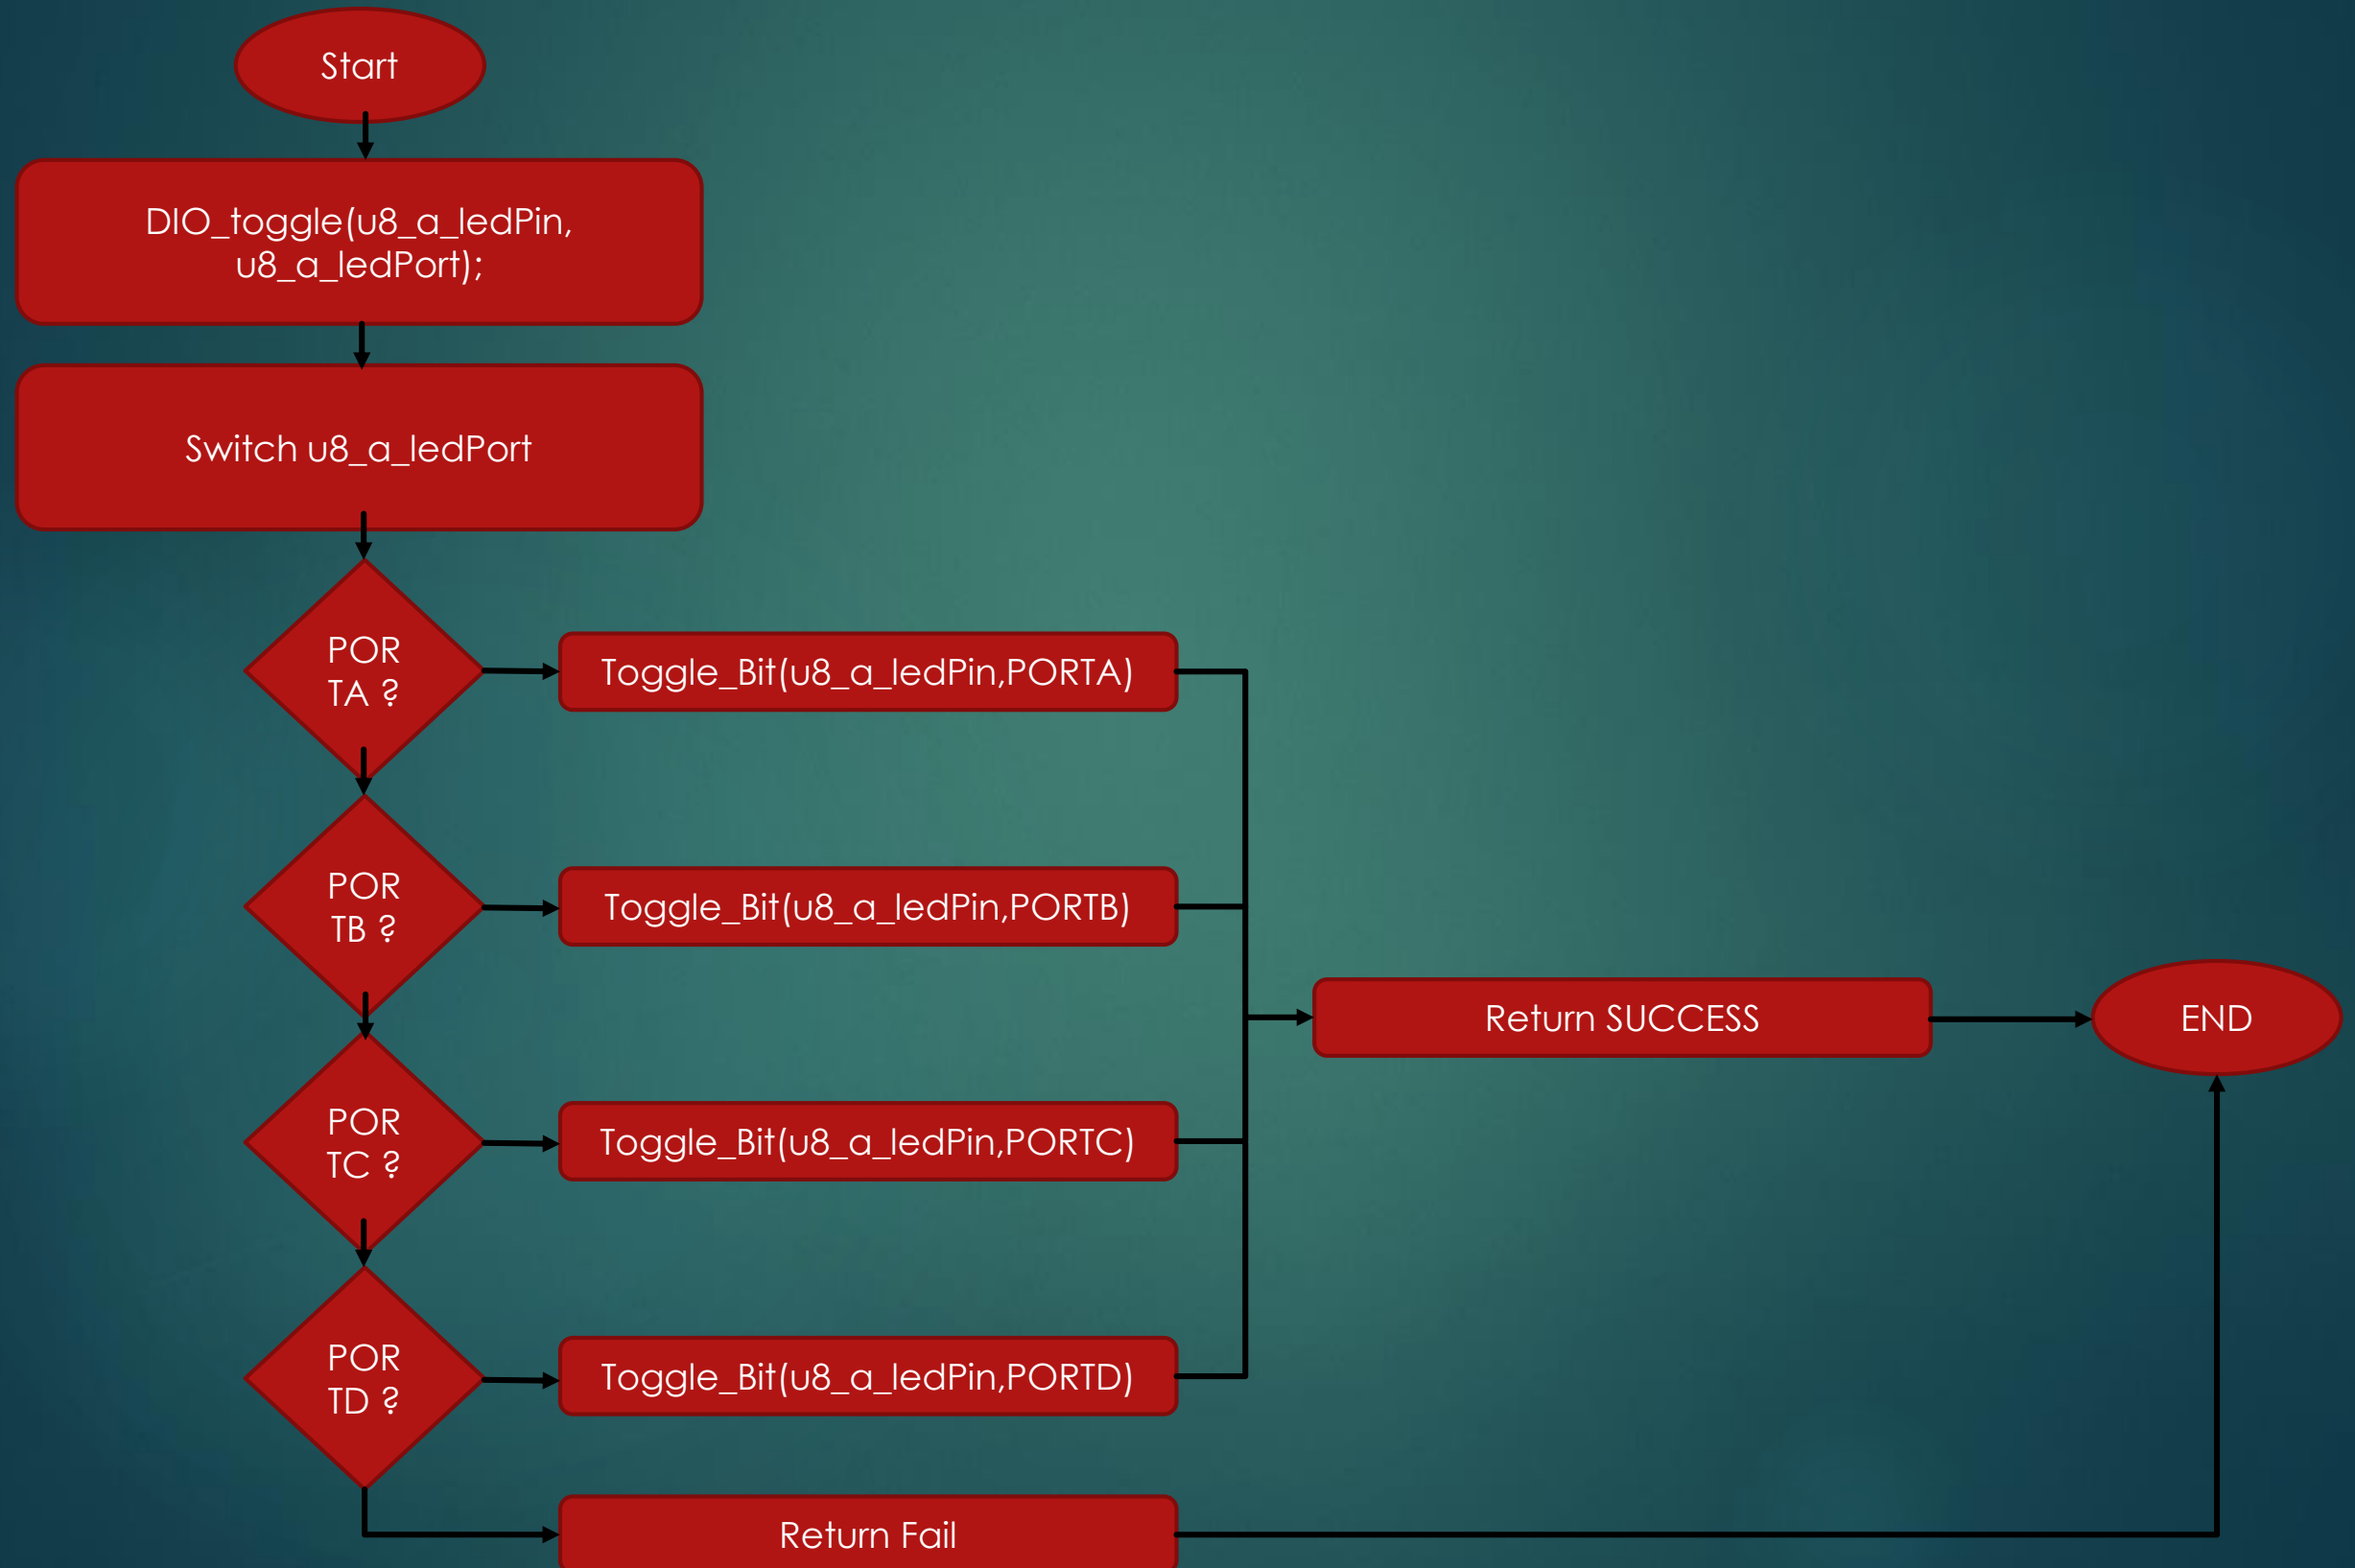 Start
DIO_toggle(u8_a_ledPin,
u8_a_ledPort);
Switch u8_a_ledPort
POR
TA ?
Toggle_Bit(u8_a_ledPin,PORTA)
POR
TB ?
Toggle_Bit(u8_a_ledPin,PORTB)
Return SUCCESS
END
POR
TC ?
Toggle_Bit(u8_a_ledPin,PORTC)
POR
TD ?
Toggle_Bit(u8_a_ledPin,PORTD)
Return Fail